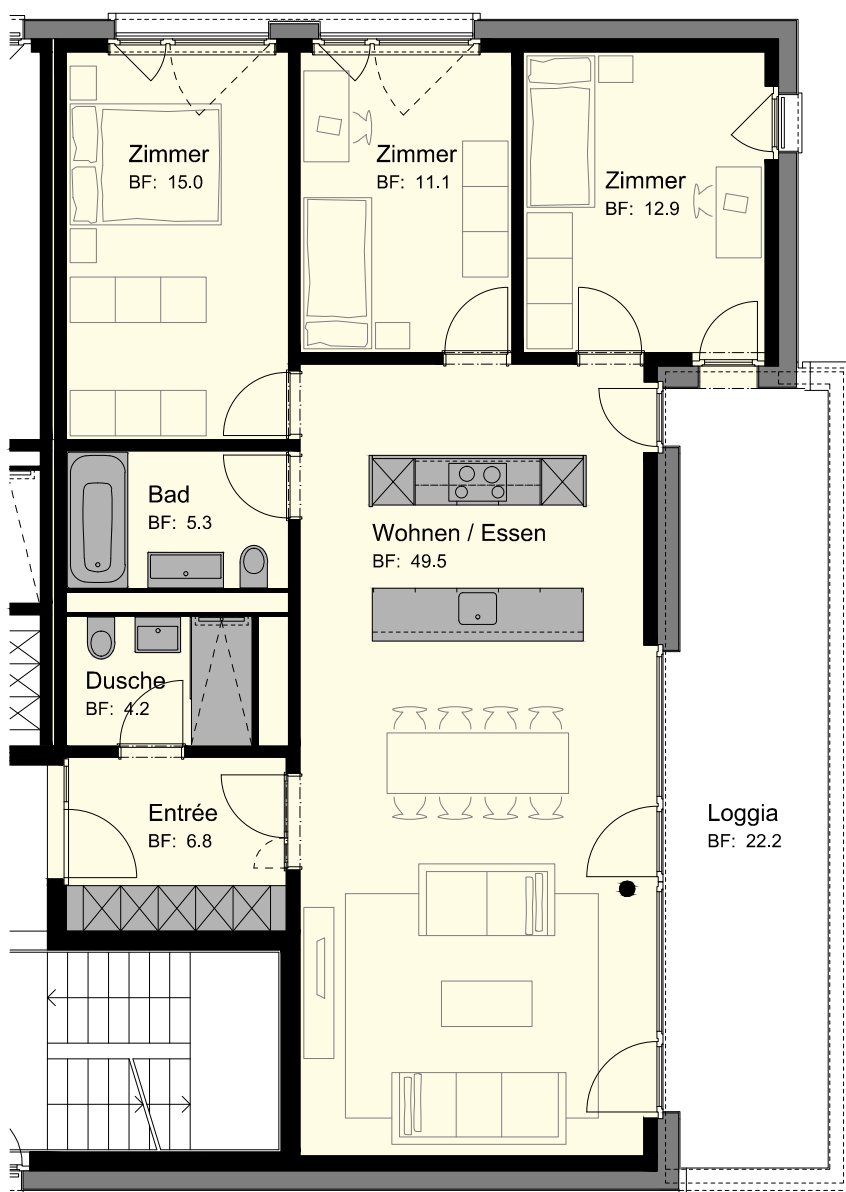 Zimmer
BF: 15.0
Zimmer
BF: 11.1
Zimmer
BF: 12.9
Bad
BF: 5.3
Wohnen / Essen
BF: 49.5
Dusche
BF: 4.2
Entrée
BF: 6.8
Loggia
BF: 22.2